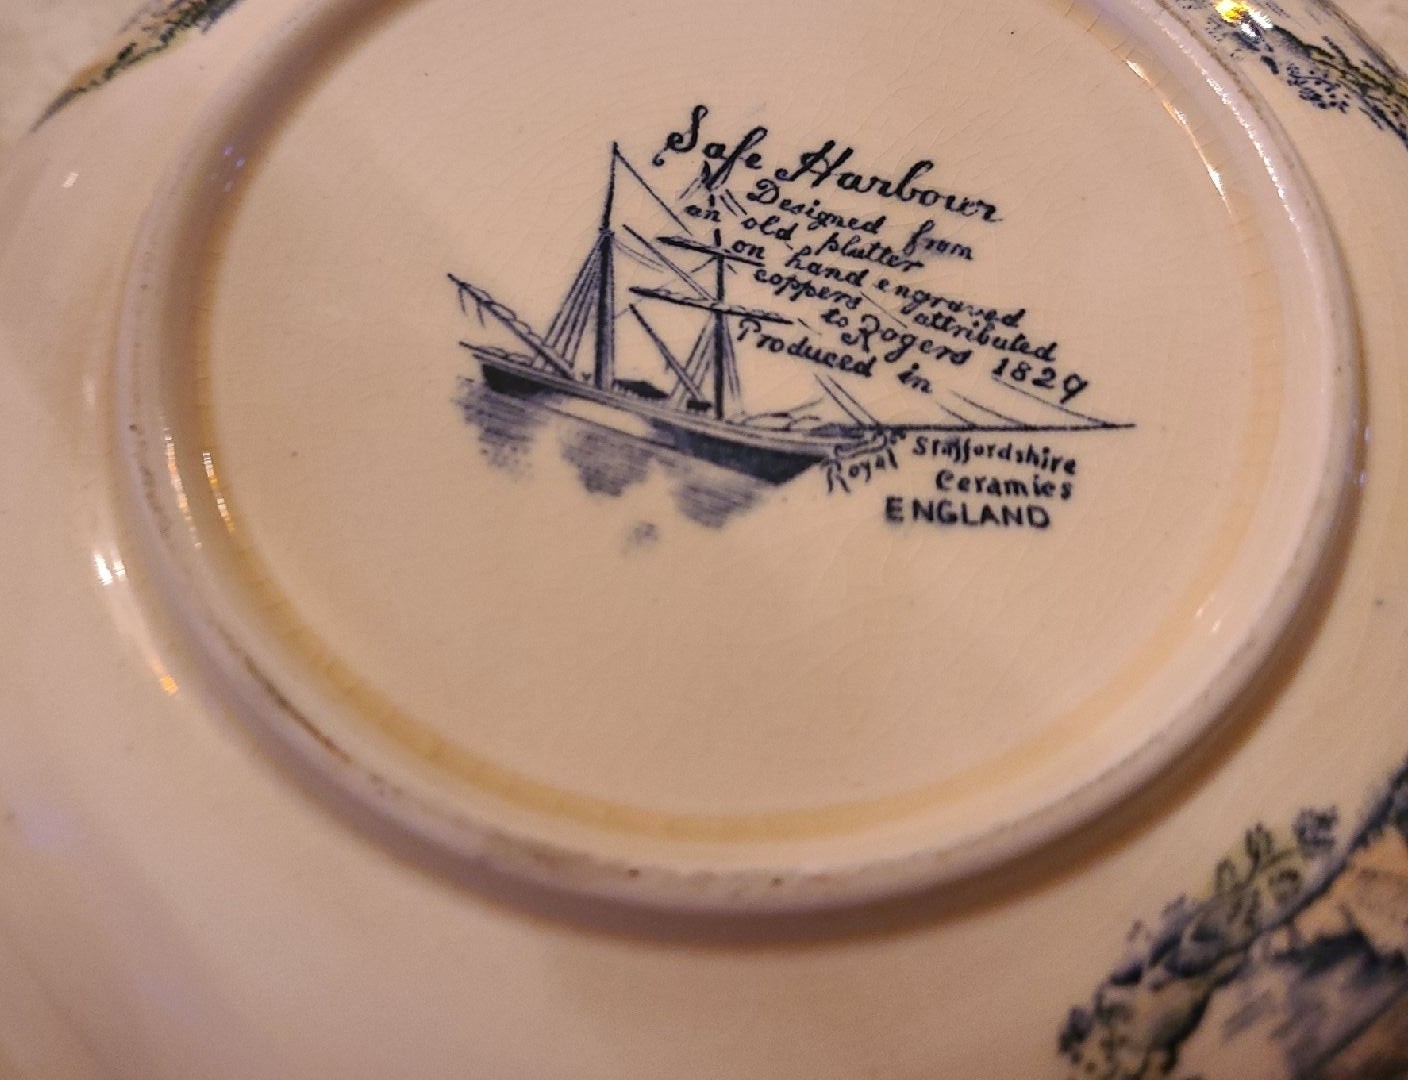 Safe Harbour
Designed from
an old platter
on hand engraved
coppers attributed
to Rogers 1829
Produced in
Royal Staffordshire
Ceramics
ENGLAND